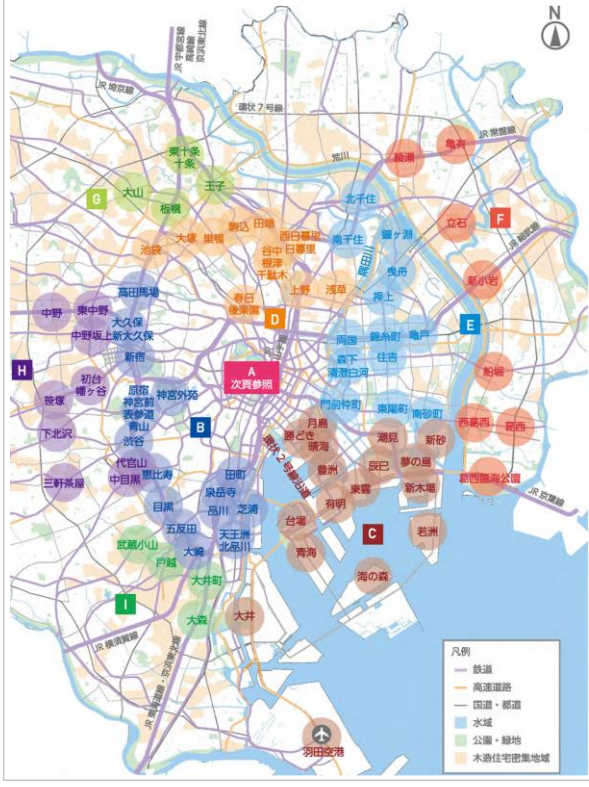 N
JR 宇都宮線
高崎線
京浜東北線
JR 埼京線
環状7号線
荒川
JR 常磐線
綾瀬
亀有
東十条
十条
王子
G
大山
板橋
北千住
F
立石
駒込
田端
大塚
巣鴨
西日暮里
日暮里
谷中
根津
千駄木
池袋
南千住
鐘ヶ淵
隅田川
曳舟
JR 総武線
新小岩
高田馬場
春日
後楽園
上野
浅草
押上
D
E
中野
東中野
大久保
新大久保
中野坂上
新宿
両国
錦糸町
亀戸
森下
住吉
清澄白河
船堀
H
A
次頁参照
初台
幡ヶ谷
笹塚
原宿
神宮前
表参道
青山
渋谷
神宮外苑
B
門前仲町
東陽町
南砂町
西葛西
葛西
下北沢
月島
勝どき
晴海
潮見
新砂
環状2号線沿道
豊洲
辰巳
夢の島
葛西臨海公園
三軒茶屋
代官山
中目黒
恵比寿
田町
泉岳寺
品川
芝浦
東雲
新木場
JR 京葉線
目黒
有明
五反田
天王洲
北品川
台場
C
若洲
武蔵小山
戸越
大崎
青海
海の森
I
大井町
大森
大井
JR 横須賀線
JR 東海道線・京浜東北線
羽田空港
凡例
鉄道
高速道路
国道・都道
水域
公園・緑地
木造住宅密集地域